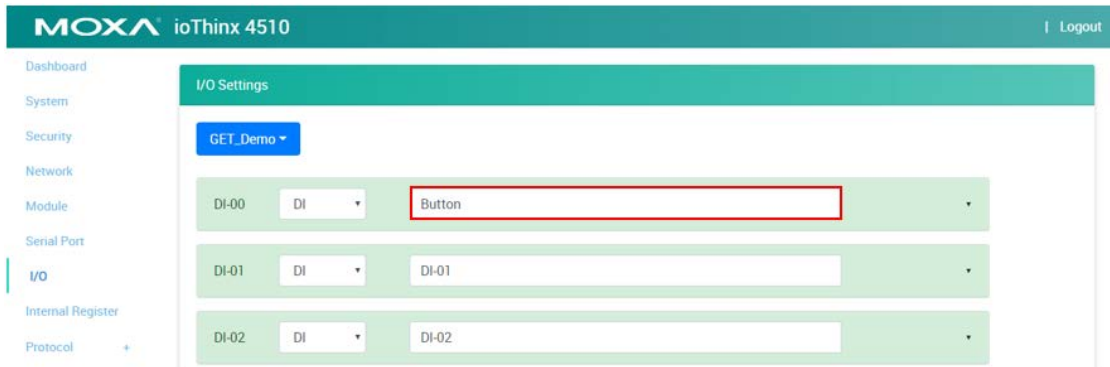 MOXA ioThinx 4510 | Logout
Dashboard
System
Security
Network
Module
Serial Port
I/O
Internal Register
Protocol +
I/O Settings
GET_Demo
DI-00 DI Button
DI-01 DI DI-01
DI-02 DI DI-02